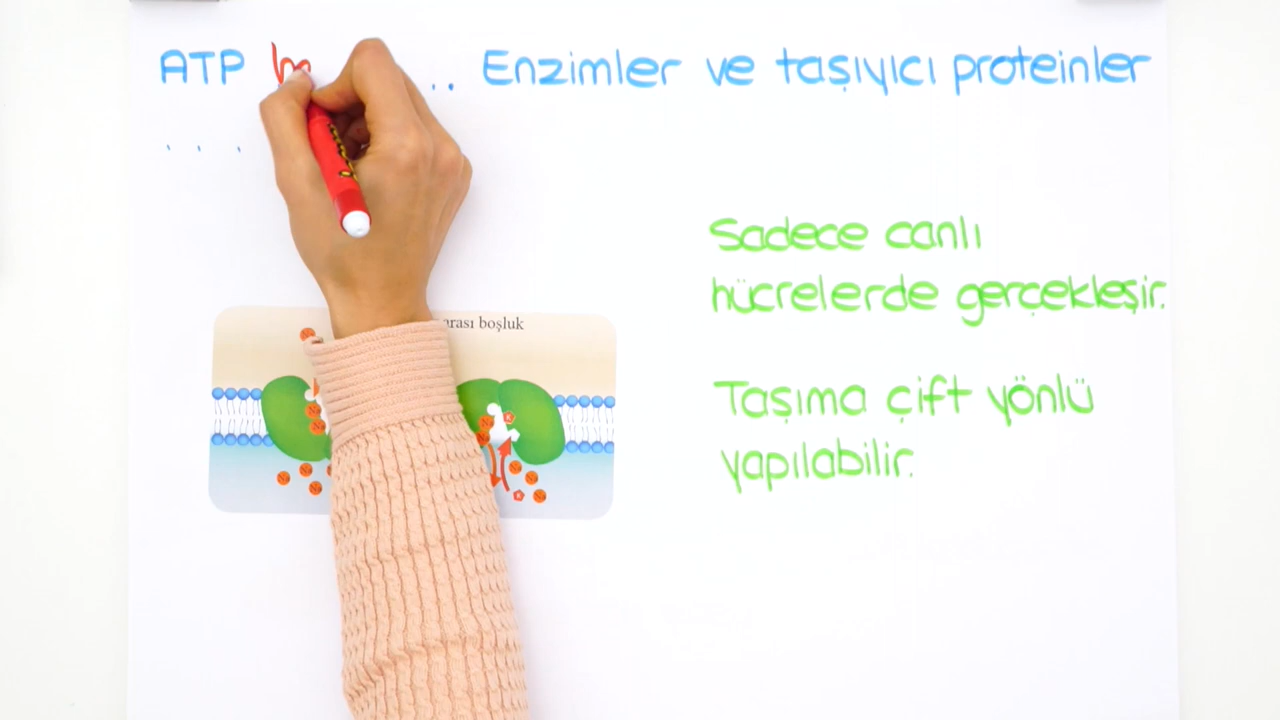 ATP .. Enzimler ve taşıyıcı proteinler
. . .
Sadece canlı
hücrelerde gerçekleşir.
Taşıma çift yönlü
yapılabilir.
arası boşluk